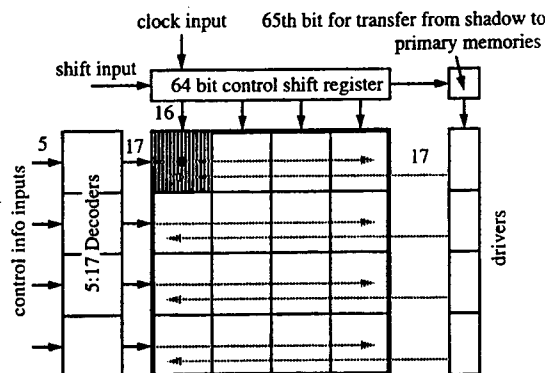 clock input
65th bit for transfer from shadow to
primary memories
shift input
64 bit control shift register
16
5
17
17
control info inputs
5:17 Decoders
drivers